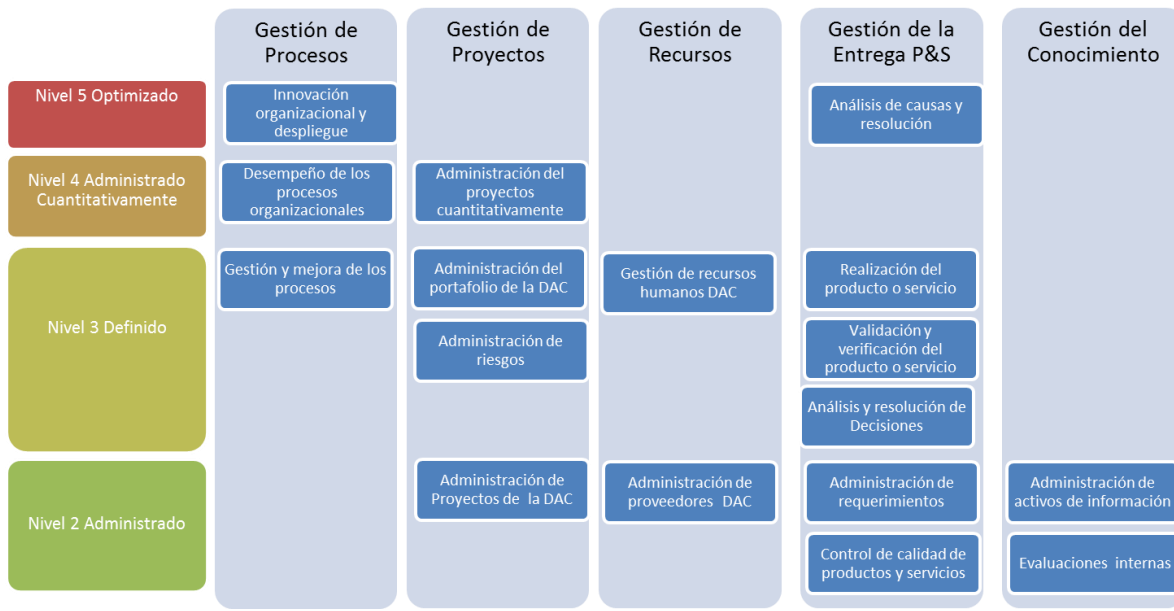 Gestión de
Procesos
Gestión de
Proyectos
Gestión de
Recursos
Gestión de la
Entrega P&S
Gestión del
Conocimiento
Nivel 5 Optimizado
Innovación
organizacional y
despliegue
Análisis de causas y
resolución
Nivel 4 Administrado
Cuantitativamente
Desempeño de los
procesos
organizacionales
Administración del
proyectos
cuantitativamente
Nivel 3 Definido
Gestión y mejora de los
procesos
Administración del
portafolio de la DAC
Gestión de recursos
humanos DAC
Realización del
producto o servicio
Administración de
riesgos
Validación y
verificación del
producto o servicio
Análisis y resolución de
Decisiones
Nivel 2 Administrado
Administración de
Proyectos de la DAC
Administración de
proveedores DAC
Administración de
requerimientos
Administración de
activos de información
Control de calidad de
productos y servicios
Evaluaciones internas